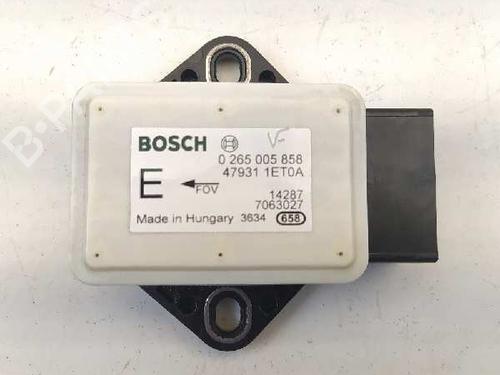 BOSCH
0 265 005 858
47931 1ET0A
E
FOV
14287
7063027
Made in Hungary 3634 658